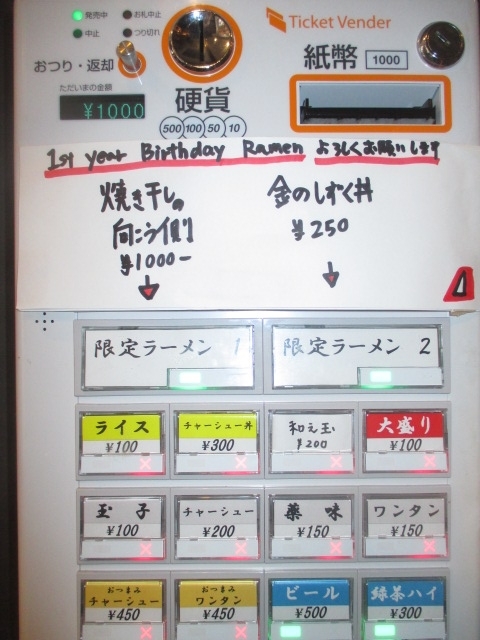 発売中
お札中止
中止
つり切れ
Ticket Vender
おつり・返却
紙幣 1000
ただいまの金額
¥1000
硬貨
500 100 50 10
1st year Birthday Ramen よろしくお願いします
焼き干しの
向こう側
¥1000-
金のしずく丼
¥250
限定ラーメン 1
限定ラーメン 2
ライス
¥100
チャーシュー丼
¥300
和え玉
¥200
大盛り
¥100
玉子
¥100
チャーシュー
¥200
薬味
¥150
ワンタン
¥150
おつまみ
チャーシュー
¥450
おつまみ
ワンタン
¥450
ビール
¥500
緑茶ハイ
¥300